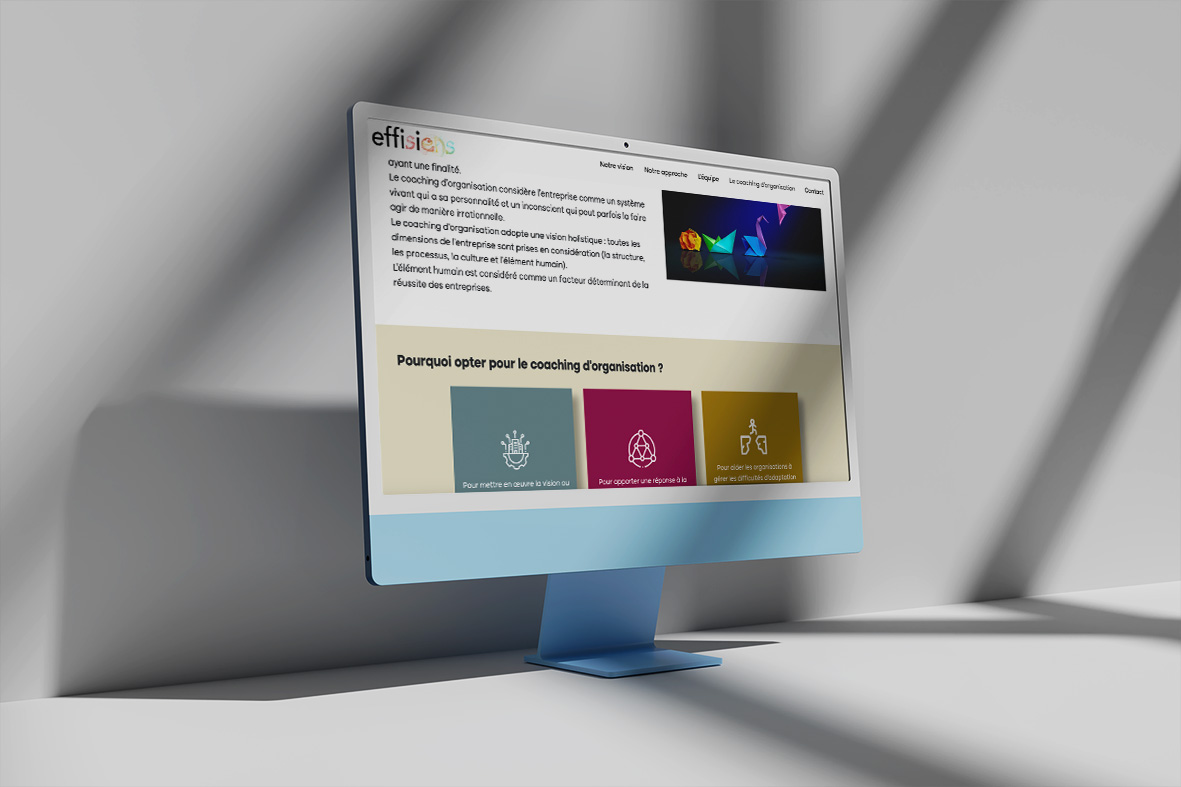 effisiens
Notre vision
Notre approche
L'équipe
Le coaching d'organisation
Contact
ayant une finalité.
Le coaching d'organisation considère l'entreprise comme un système
vivant qui a sa personnalité et un inconscient qui peut parfois la faire
agir de manière irrationnelle.
Le coaching d'organisation adopte une vision holistique : toutes les
dimensions de l'entreprise sont prises en considération (la structure,
les processus, la culture et l'élément humain).
L'élément humain est considéré comme un facteur déterminant de la
réussite des entreprises.
Pourquoi opter pour le coaching d'organisation ?
Pour mettre en œuvre la vision ou
Pour apporter une réponse à la
Pour aider les organisations à
gérer les difficultés d'adaptation